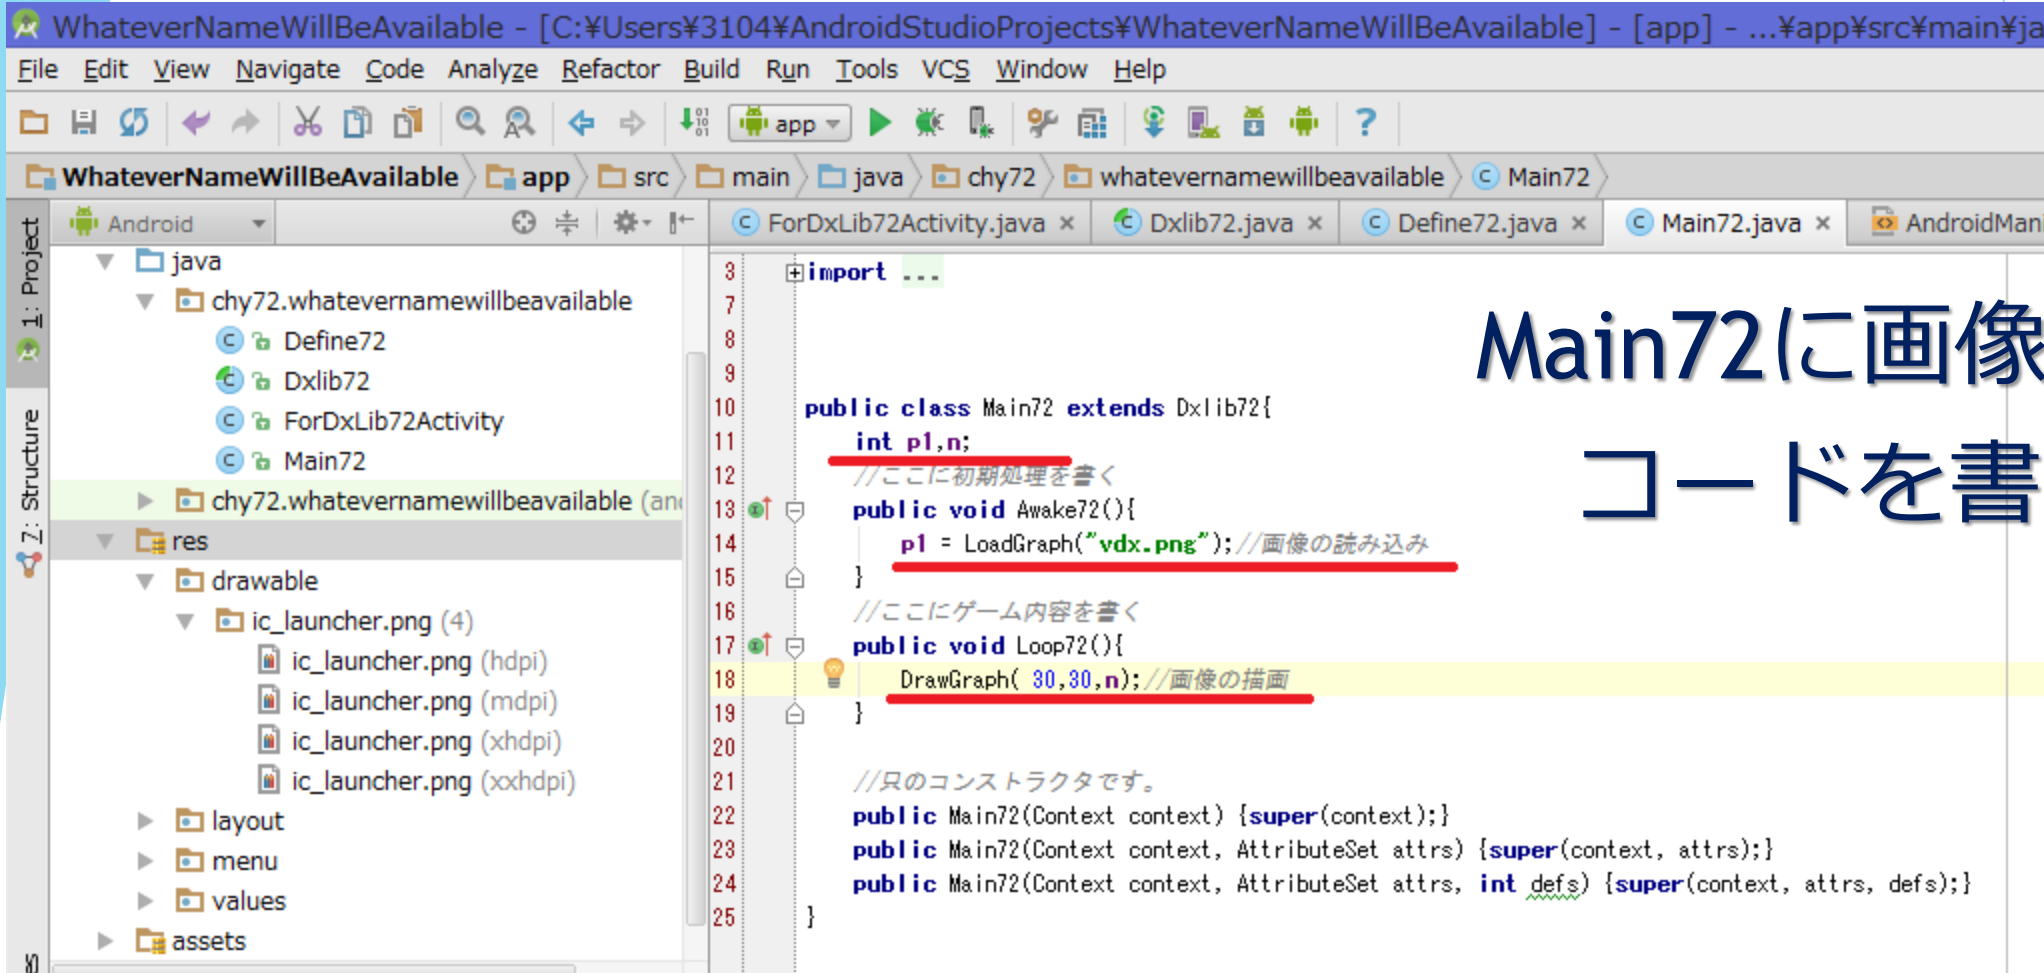 WhateverNameWillBeAvailable - [C:¥Users¥3104¥AndroidStudioProjects¥WhateverNameWillBeAvailable] - [app] - ...¥app¥src¥main¥ja
File Edit View Navigate Code Analyze Refactor Build Run Tools VCS Window Help
app
WhateverNameWillBeAvailable app src main java chy72 whatevernamewillbeavailable Main72
1: Project
7: Structure
Android
java
chy72.whatevernamewillbeavailable
Define72
Dxlib72
ForDxLib72Activity
Main72
chy72.whatevernamewillbeavailable (and
res
drawable
ic_launcher.png (4)
ic_launcher.png (hdpi)
ic_launcher.png (mdpi)
ic_launcher.png (xhdpi)
ic_launcher.png (xxhdpi)
layout
menu
values
assets
ForDxLib72Activity.java × Dxlib72.java × Define72.java × Main72.java × AndroidMani
3 import ...
7
8
9
10 public class Main72 extends Dxlib72{
11 int p1,n;
12 //ここに初期処理を書く
13 public void Awake72(){
14 p1 = LoadGraph("vdx.png");//画像の読み込み
15 }
16 //ここにゲーム内容を書く
17 public void Loop72(){
18 DrawGraph( 30,30,n);//画像の描画
19 }
20
21 //只のコンストラクタです。
22 public Main72(Context context) {super(context);}
23 public Main72(Context context, AttributeSet attrs) {super(context, attrs);}
24 public Main72(Context context, AttributeSet attrs, int defs) {super(context, attrs, defs);}
25 }
Main72に画像
コードを書